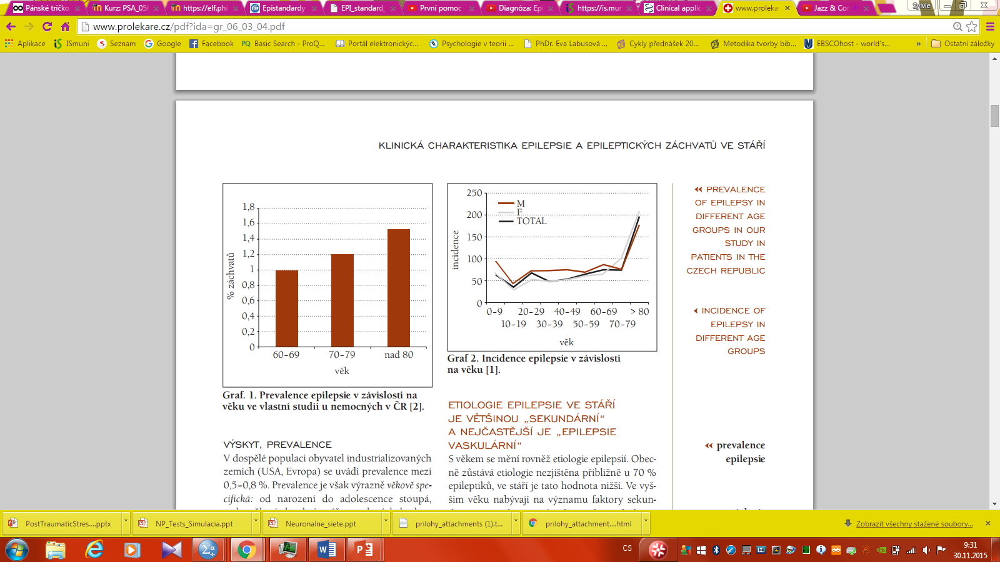 Pánské tričko
Kurz: PSA_05
https://elf.phi
Epistandardy
EPI_standard_
První pomoc
Diagnóza: Epi
https://is.mur
Clinical applic
www.prolekar
Jazz & Cor
Sylvie
www.prolekare.cz/pdf?ida=gr_06_03_04.pdf
Aplikace
ISmuni
Seznam
Google
Facebook
Basic Search - ProQ...
Portál elektronickýc...
Psychologie v teorii ...
PhDr. Eva Labusová ...
Cykly přednášek 20...
Metodika tvorby bib...
EBSCOhost - world's...
»
Ostatní záložky
KLINICKÁ CHARAKTERISTIKA EPILEPSIE A EPILEPTICKÝCH ZÁCHVATŮ VE STÁŘÍ
1,8
1,6
1,4
1,2
1
0,8
0,6
0,4
0,2
0
% záchvatů
60–69 70–79 nad 80
věk
Graf. 1. Prevalence epilepsie v závislosti na
věku ve vlastní studii u nemocných v ČR [2].
VÝSKYT, PREVALENCE
V dospělé populaci obyvatel industrializovaných
zemích (USA, Evropa) se uvádí prevalence mezi
0,5–0,8 %. Prevalence je však výrazně věkově spe-
cifická: od narození do adolescence stoupá,
250
200
150
100
50
0
incidence
M
F
TOTAL
0–9 20–29 40–49 60–69 > 80
10–19 30–39 50–59 70–79
věk
Graf 2. Incidence epilepsie v závislosti
na věku [1].
ETIOLOGIE EPILEPSIE VE STÁŘÍ
JE VĚTŠINOU „SEKUNDÁRNÍ“
A NEJČASTĚJŠÍ JE „EPILEPSIE
VASKULÁRNÍ“
S věkem se mění rovněž etiologie epilepsií. Obec-
ně zůstává etiologie nezjištěna přibližně u 70 %
epileptiků, ve stáří je tato hodnota nižší. Ve vyš-
ším věku nabývají na významu faktory sekun-
PREVALENCE
OF EPILEPSY IN
DIFFERENT AGE
GROUPS IN OUR
STUDY IN
PATIENTS IN THE
CZECH REPUBLIC
INCIDENCE OF
EPILEPSY IN
DIFFERENT AGE
GROUPS
prevalence
epilepsie
PostTraumaticStres....pptx
NP_Tests_Simulacia.ppt
Neuronalne_siete.ppt
prilohy_attachments (1).t...
prilohy_attachment....html
Zobrazit všechny stažené soubory...
CS
9:31
30.11.2015